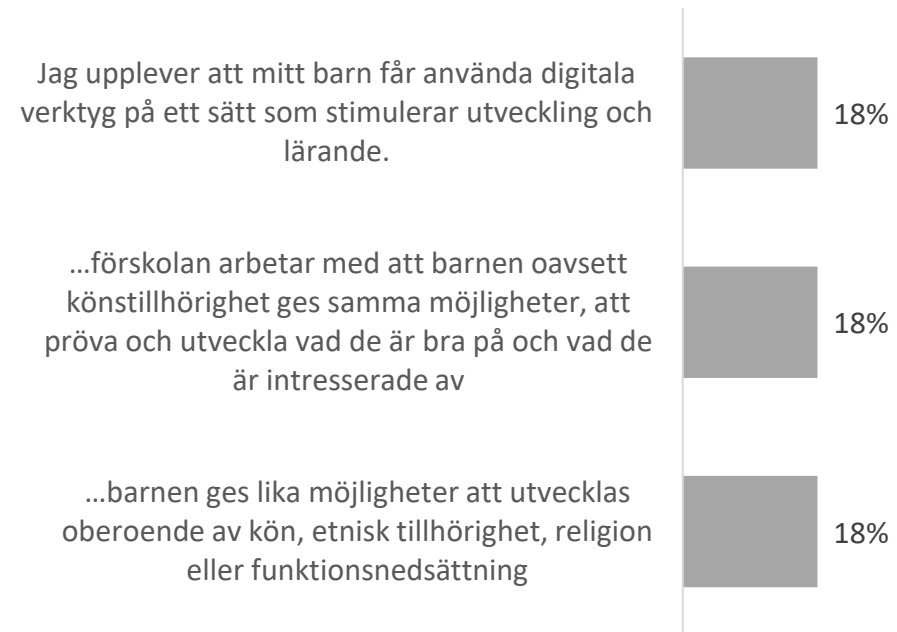 Jag upplever att mitt barn får använda digitala
verktyg på ett sätt som stimulerar utveckling och
lärande.
18%
…förskolan arbetar med att barnen oavsett
könstillhörighet ges samma möjligheter, att
pröva och utveckla vad de är bra på och vad de
är intresserade av
18%
…barnen ges lika möjligheter att utvecklas
oberoende av kön, etnisk tillhörighet, religion
eller funktionsnedsättning
18%